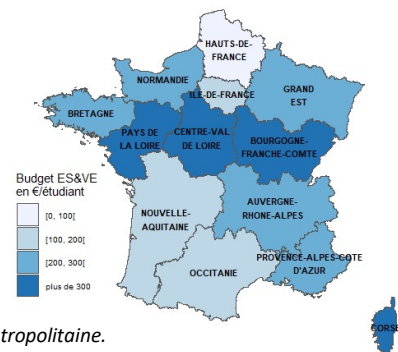 HAUTS-DE-
FRANCE
NORMANDIE
ILE-DE-FRANCE
GRAND
EST
BRETAGNE
PAYS DE
LA LOIRE
CENTRE-VAL
DE LOIRE
BOURGOGNE-
FRANCHE-COMTE
Budget ES&VE
en €/étudiant
[0, 100[
[100, 200[
[200, 300[
plus de 300
NOUVELLE-
AQUITAINE
AUVERGNE-
RHONE-ALPES
OCCITANIE
PROVENCE-ALPES-COTE
D'AZUR
CORSE
tropolitaine.